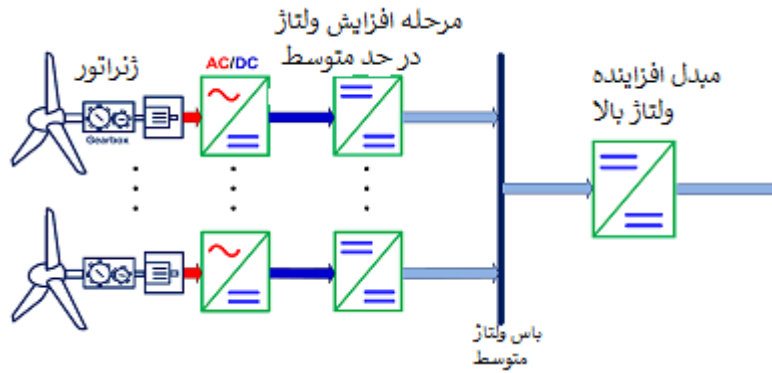 مرحله افزایش ولتاژ
در حد متوسط
ژنراتور
AC/DC
مبدل افزاینده
ولتاژ بالا
Gearbox
باس ولتاژ
متوسط